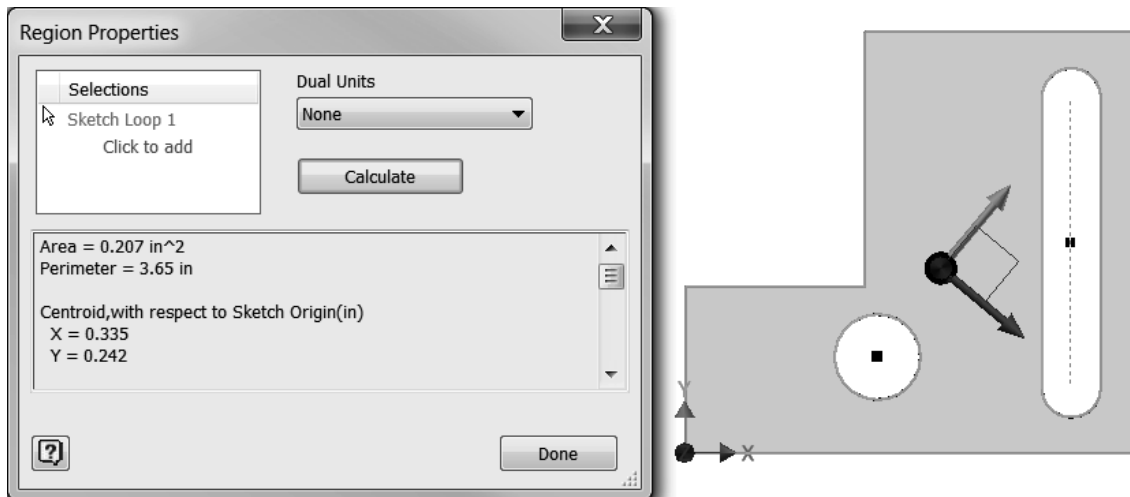 Region Properties
X
Selections
Sketch Loop 1
Click to add
Dual Units
None
Calculate
Area = 0.207 in^2
Perimeter = 3.65 in
Centroid,with respect to Sketch Origin(in)
X = 0.335
Y = 0.242
?
Done
Y
X